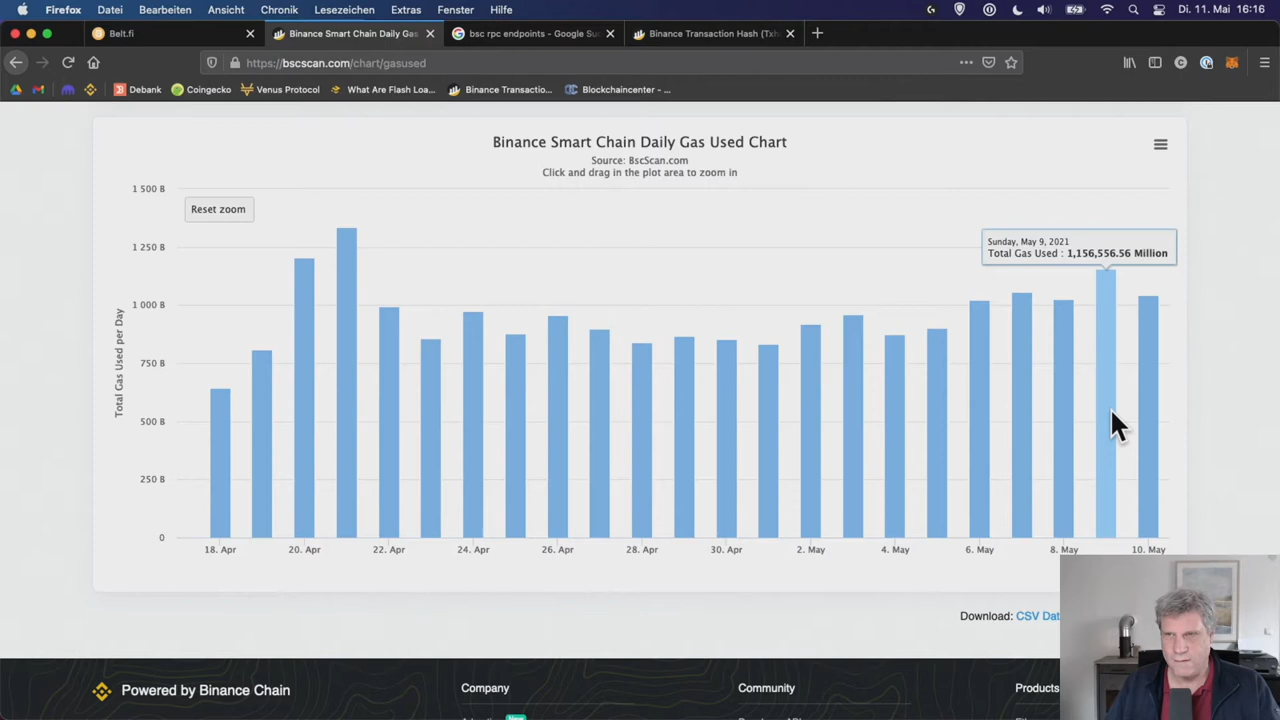 Firefox Datei Bearbeiten Ansicht Chronik Lesezeichen Extras Fenster Hilfe Di. 11. Mai 16:16
Belt.fi Binance Smart Chain Daily Gas bsc rpc endpoints - Google Su Binance Transaction Hash (Txh
https://bscscan.com/chart/gasused
Debank Coingecko Venus Protocol What Are Flash Loa... Binance Transactio... Blockchaincenter - ...
Binance Smart Chain Daily Gas Used Chart
Source: BscScan.com
Click and drag in the plot area to zoom in
Reset zoom
Total Gas Used per Day
1 500 B
1 250 B
1 000 B
750 B
500 B
250 B
0
Sunday, May 9, 2021
Total Gas Used : 1,156,556.56 Million
18. Apr 20. Apr 22. Apr 24. Apr 26. Apr 28. Apr 30. Apr 2. May 4. May 6. May 8. May 10. May
Download: CSV Dat
Powered by Binance Chain
Company Community Products
New